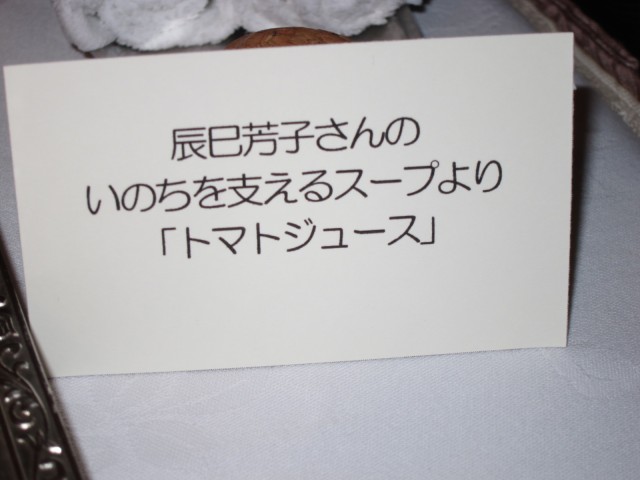 辰巳芳子さんの
いのちを支えるスープより
「トマトジュース」